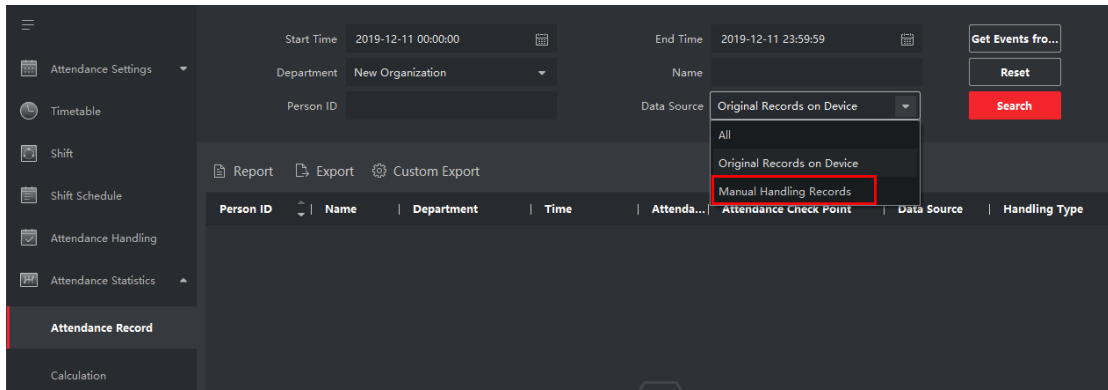 Start Time 2019-12-11 00:00:00 End Time 2019-12-11 23:59:59 Get Events fro...
Attendance Settings Department New Organization Name Reset
Timetable Person ID Data Source Original Records on Device Search
All
Shift Original Records on Device
Report Export Custom Export
Shift Schedule Manual Handling Records
Person ID Name Department Time Attenda... Attendance Check Point Data Source Handling Type
Attendance Handling
Attendance Statistics
Attendance Record
Calculation